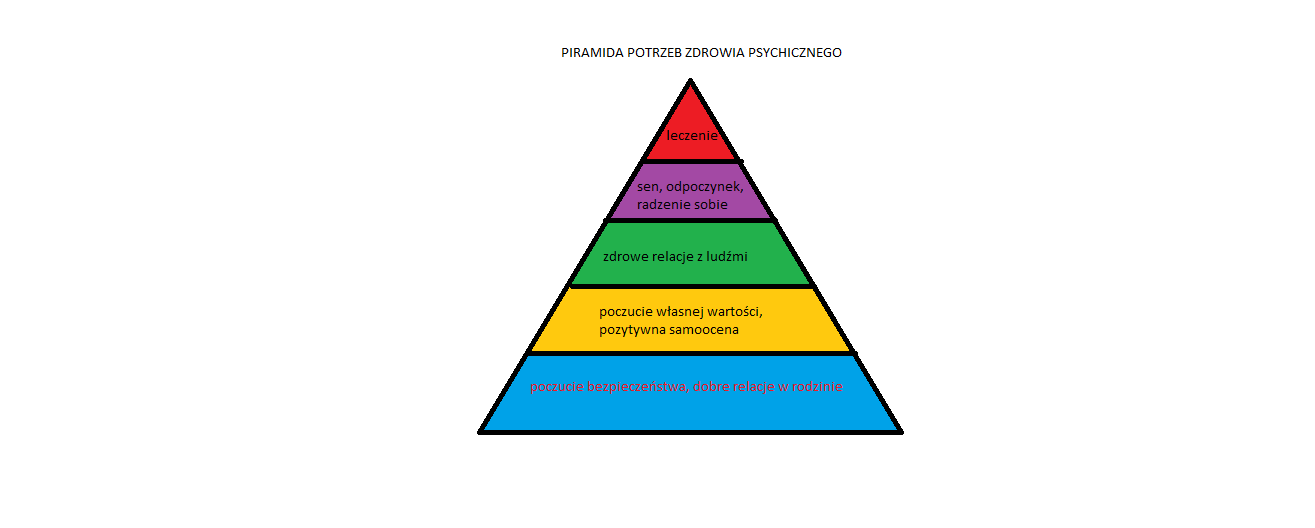 PIRAMIDA POTRZEB ZDROWIA PSYCHICZNEGO
leczenie
sen, odpoczynek,
radzenie sobie
zdrowe relacje z ludźmi
poczucie własnej wartości,
pozytywna samoocena
poczucie bezpieczeństwa, dobre relacje w rodzinie